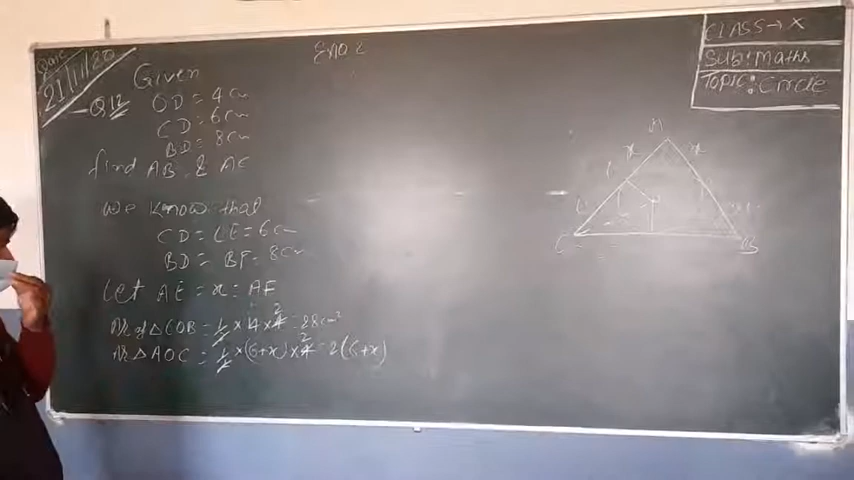 Date
21/11/20
Ex10.2
CLASS → X
Sub: Maths
Topic: Circle
Q12
Given
OD = 4 cm
CD = 6 cm
BD = 8 cm
find AB & AC
We know that
CD = CE = 6 cm
BD = BF = 8 cm
Let AE = x = AF
Ar of △COB = 1/2 × 14 × 4 = 28 cm²
Ar △AOC = 1/2 × (6+x) × 4 = 2(6+x)
A
x x
C B